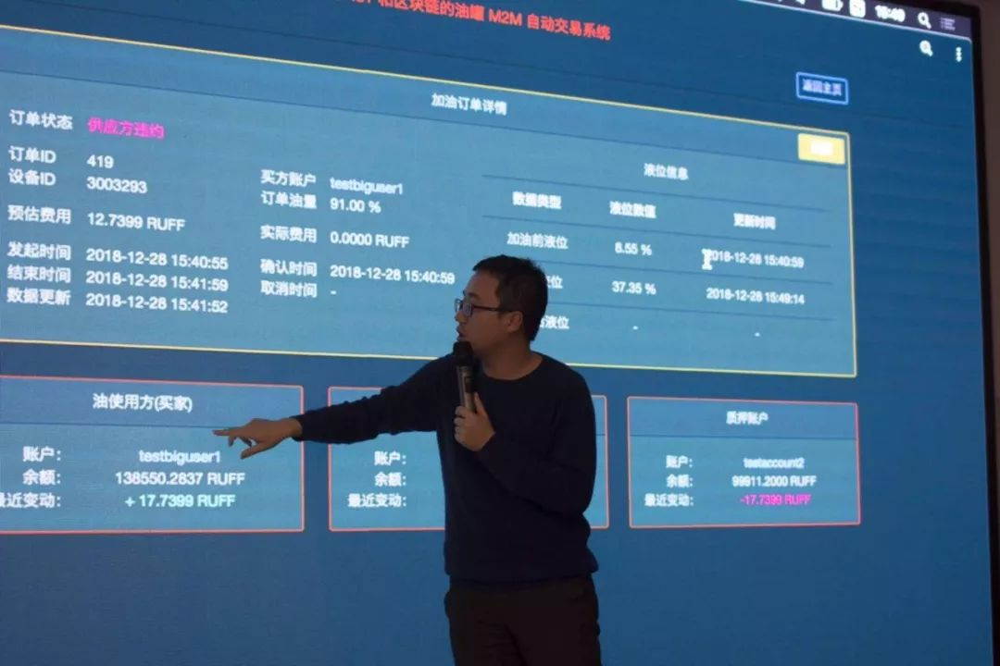 和区块链的油罐 M2M 自动交易系统
返回主页
加油订单详情
订单状态 供应方违约
订单ID 419
设备ID 3003293
预估费用 12.7399 RUFF
发起时间 2018-12-28 15:40:55
结束时间 2018-12-28 15:41:59
数据更新 2018-12-28 15:41:52
买方账户 testbiguser1
订单油量 91.00 %
实际费用 0.0000 RUFF
确认时间 2018-12-28 15:40:59
取消时间 -
液位信息
数据类型 液位数值 更新时间
加油前液位 6.55 % 2018-12-28 15:40:59
位 37.35 % 2018-12-28 15:49:14
液位 - -
油使用方(买家)
账户: testbiguser1
余额: 138550.2837 RUFF
最近变动: + 17.7399 RUFF
账户:
余额:
最近变动:
质押账户
账户: testaccount2
余额: 99911.2000 RUFF
最近变动: -17.7399 RUFF